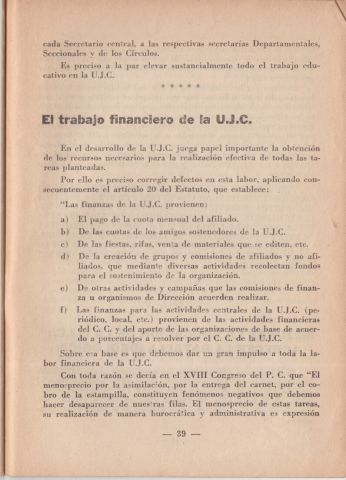 cada Secretario central, a las respectivas secretarías Departamentales,
Seccionales y de los Círculos.
Es preciso a la par elevar sustancialmente todo el trabajo edu-
cativo en la U.J.C.
* * * * *
El trabajo financiero de la U.J.C.
En el desarrollo de la U.J.C. juega papel importante la obtención
de los recursos necesarios para la realización efectiva de todas las ta-
reas planteadas.
Por ello es preciso corregir defectos en esta labor, aplicando con-
secuentemente el artículo 20 del Estatuto, que establece:
"Las finanzas de la U.J.C. provienen:
a) El pago de la cuota mensual del afiliado.
b) De las cuotas de los amigos sostenedores de la U.J.C.
c) De las fiestas, rifas, venta de materiales que se editen, etc.
d) De la creación de grupos y comisiones de afiliados y no afi-
liados, que mediante diversas actividades recolectan fondos
para el sostenimiento de la organización.
e) De otras actividades y campañas que las comisiones de finan-
za u organismos de Dirección acuerden realizar.
f) Las finanzas para las actividades centrales de la U.J.C. (pe-
riódico, local, etc.) provienen de las actividades financieras
del C. C. y del aporte de las organizaciones de base de acuer-
do a porcentajes a resolver por el C. C. de la U.J.C.
Sobre esa base es que debemos dar un gran impulso a toda la la-
bor financiera de la U.J.C.
Con toda razón se decía en el XVIII Congreso del P. C. que "El
menosprecio por la asimilación, por la entrega del carnet, por el co-
bro de la estampilla, constituyen fenómenos negativos que debemos
hacer desaparecer de nuestras filas. El menosprecio de estas tareas,
su realización de manera burocrática y administrativa es expresión
— 39 —